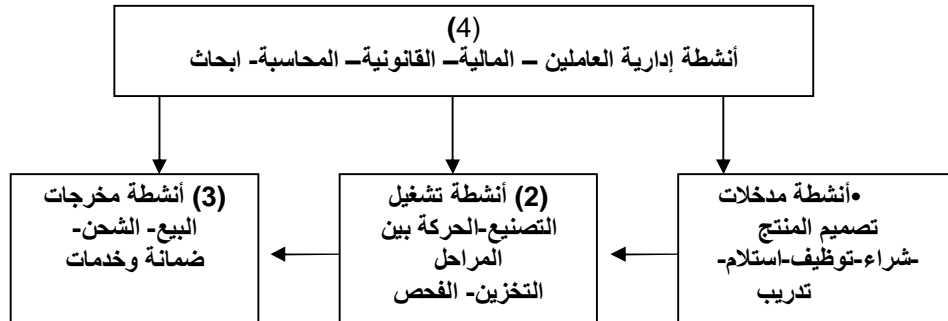 (4)
أنشطة إدارية العاملين – المالية– القانونية– المحاسبة- ابحاث
•أنشطة مدخلات
تصميم المنتج
-شراء-توظيف-استلام-
تدريب
(2) أنشطة تشغيل
التصنيع-الحركة بين
المراحل
التخزين- الفحص
(3) أنشطة مخرجات
البيع- الشحن-
ضمانة وخدمات